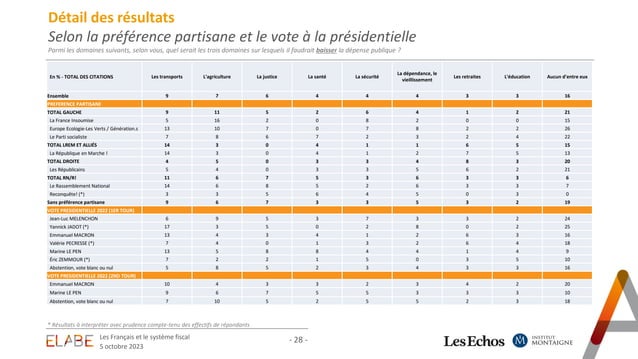 Détail des résultats
Selon la préférence partisane et le vote à la présidentielle
Parmi les domaines suivants, selon vous, quel serait les trois domaines sur lesquels il faudrait baisser la dépense publique ?
En % - TOTAL DES CITATIONS Les transports L'agriculture La justice La santé La sécurité La dépendance, le vieillissement Les retraites L'éducation Aucun d'entre eux
Ensemble 9 7 6 4 4 4 3 3 16
PREFERENCE PARTISANE
TOTAL GAUCHE 9 11 5 2 6 4 1 2 21
La France Insoumise 5 16 2 0 8 2 0 0 15
Europe Ecologie-Les Verts / Génération.s 13 10 7 0 7 8 2 2 26
Le Parti socialiste 7 8 6 7 2 3 2 4 22
TOTAL LREM ET ALLIÉS 14 3 0 4 1 1 6 5 15
La République en Marche ! 14 3 0 4 1 2 7 5 13
TOTAL DROITE 4 5 0 3 3 4 8 3 20
Les Républicains 5 4 0 3 3 5 6 2 21
TOTAL RN/R! 11 6 7 5 3 6 3 3 6
Le Rassemblement National 14 6 8 5 2 6 3 3 7
Reconquête! (*) 3 3 5 6 4 5 0 3 0
Sans préférence partisane 9 6 7 3 3 5 3 2 19
VOTE PRESIDENTIELLE 2022 (1ER TOUR)
Jean-Luc MELENCHON 6 9 5 3 7 3 3 2 24
Yannick JADOT (*) 17 3 5 0 2 8 0 2 25
Emmanuel MACRON 13 4 3 4 1 2 6 3 16
Valérie PECRESSE (*) 7 4 0 1 3 2 6 4 18
Marine LE PEN 13 5 8 8 4 4 1 4 9
Éric ZEMMOUR (*) 7 2 2 1 5 0 3 5 10
Abstention, vote blanc ou nul 5 8 5 2 3 4 3 3 16
VOTE PRESIDENTIELLE 2022 (2ND TOUR)
Emmanuel MACRON 10 4 3 3 2 3 4 2 20
Marine LE PEN 9 6 7 5 5 3 3 3 10
Abstention, vote blanc ou nul 7 10 5 2 5 5 2 3 18
* Résultats à interpréter avec prudence compte-tenu des effectifs de répondants
ELABE
Les Français et le système fiscal
5 octobre 2023
- 28 -
Les Echos
INSTITUT
MONTAIGNE